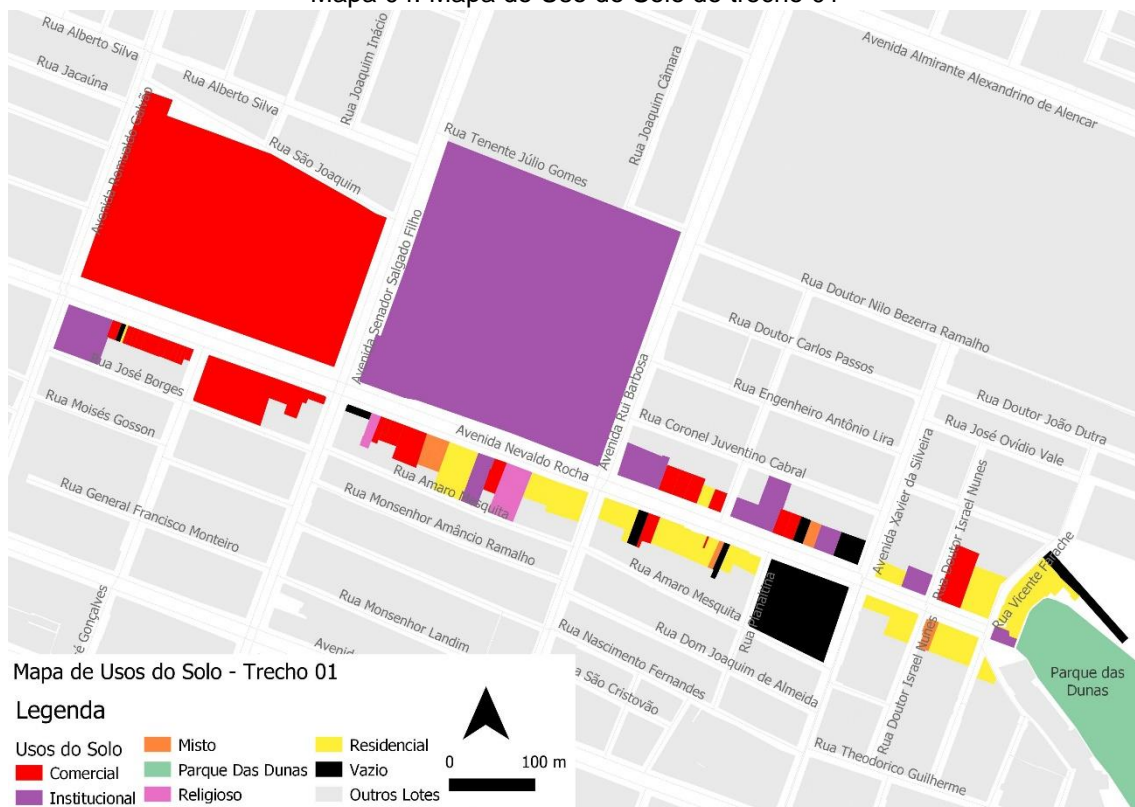 Mapa 04: Mapa de Uso do Solo do trecho 01
Rua Alberto Silva
Rua Jacaúna
Rua Alberto Silva
Rua Joaquim Inácio
Rua São Joaquim
Avenida Romualdo Galvão
Rua Tenente Júlio Gomes
Rua Joaquim Câmara
Avenida Almirante Alexandrino de Alencar
Avenida Senador Salgado Filho
Rua Doutor Nilo Bezerra Ramalho
Rua Doutor Carlos Passos
Rua Engenheiro Antônio Lira
Rua Doutor João Dutra
Rua José Ovídio Vale
Rua José Borges
Rua Moisés Gosson
Avenida Nevaldo Rocha
Avenida Rui Barbosa
Rua Coronel Juventino Cabral
Avenida Xavier da Silveira
Rua Doutor Israel Nunes
Rua Vicente Farache
Rua General Francisco Monteiro
Rua Amaro Mesquita
Rua Monsenhor Amâncio Ramalho
Rua Amaro Mesquita
Rua Planaltina
Rua Monsenhor Landim
Rua Dom Joaquim de Almeida
Rua Nascimento Fernandes
Rua Doutor Israel Nunes
Parque das
Dunas
sé Gonçalves
Avenid
a São Cristovão
Rua Theodorico Guilherme
Mapa de Usos do Solo - Trecho 01
Legenda
Usos do Solo
Comercial
Institucional
Misto
Parque Das Dunas
Religioso
Residencial
Vazio
Outros Lotes
0 100 m